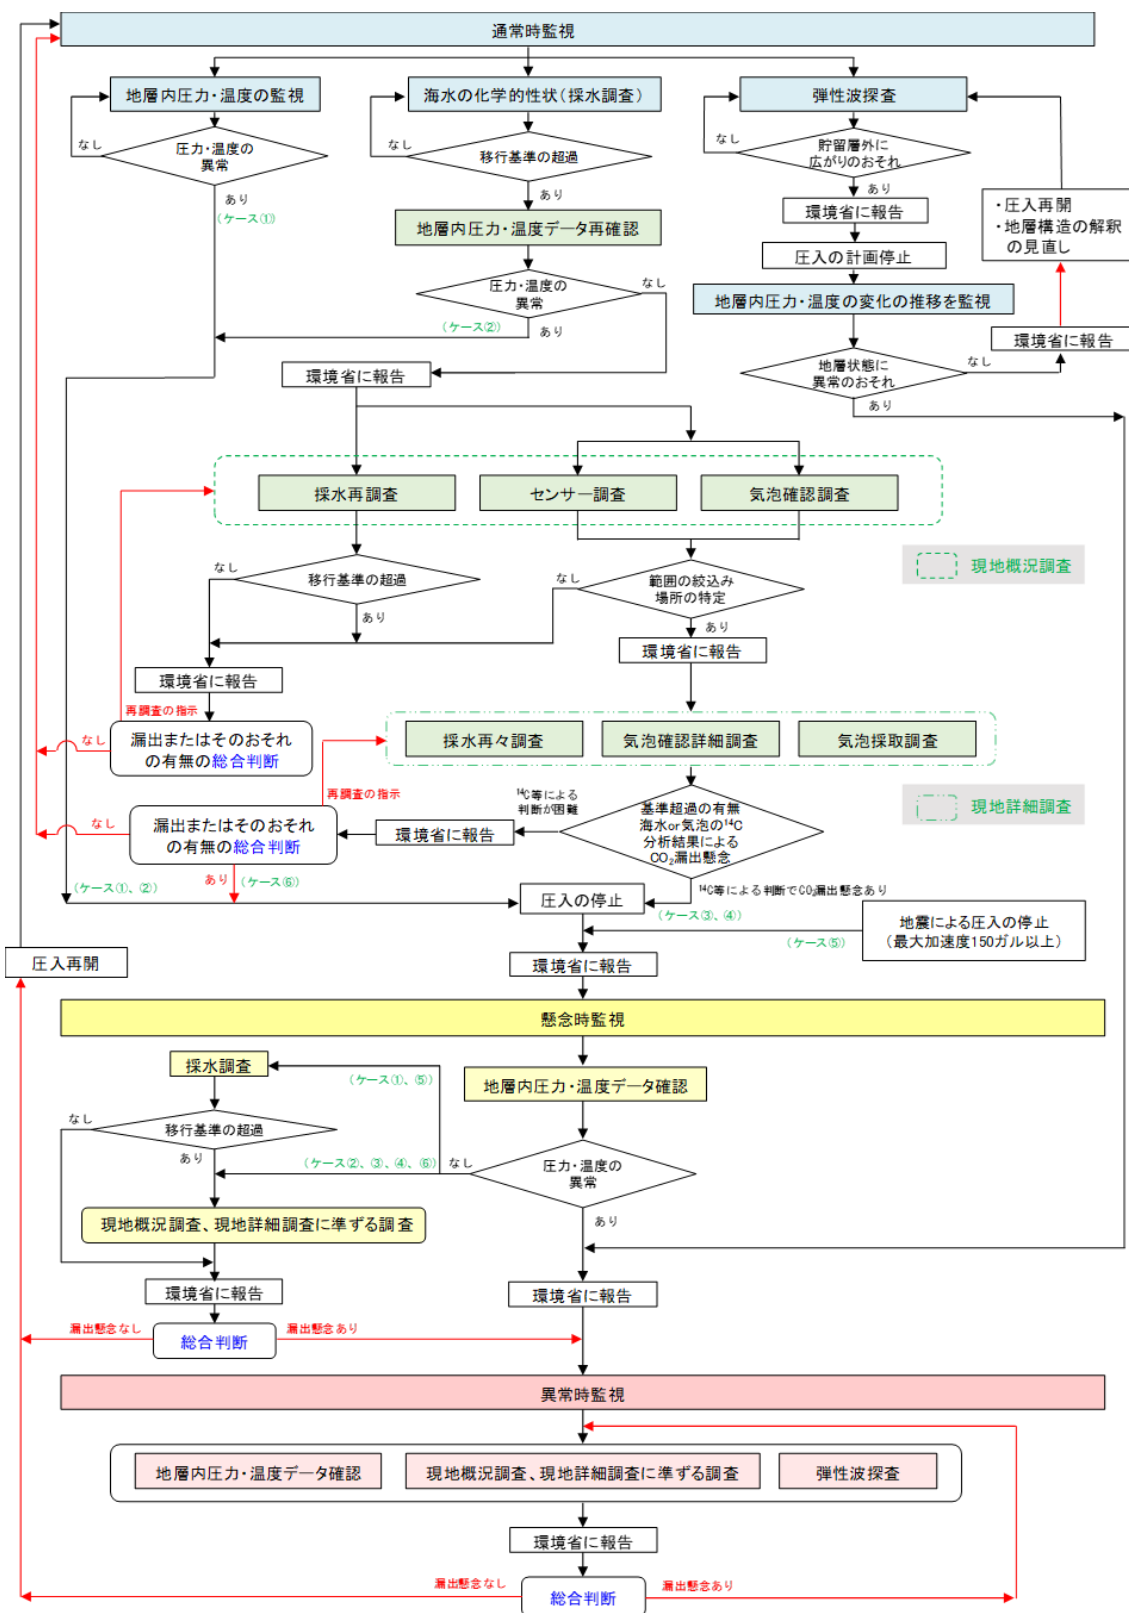 通常時監視
地層内圧力・温度の監視
海水の化学的性状（採水調査）
弾性波探査
なし
圧力・温度の
異常
なし
移行基準の超過
なし
貯留層外に
広がりのおそれ
あり
（ケース①）
あり
あり
環境省に報告
・圧入再開
・地層構造の解釈
の見直し
地層内圧力・温度データ再確認
圧入の計画停止
圧力・温度の
異常
なし
地層内圧力・温度の変化の推移を監視
（ケース②）
あり
環境省に報告
環境省に報告
地層状態に
異常のおそれ
なし
あり
採水再調査
センサー調査
気泡確認調査
現地概況調査
なし
移行基準の超過
なし
範囲の絞込み
場所の特定
あり
あり
環境省に報告
環境省に報告
再調査の指示
なし
漏出またはそのおそれ
の有無の総合判断
採水再々調査
気泡確認詳細調査
気泡採取調査
再調査の指示
¹⁴C等による
判断が困難
現地詳細調査
なし
漏出またはそのおそれ
の有無の総合判断
環境省に報告
基準超過の有無
海水or気泡の¹⁴C
分析結果による
CO₂漏出懸念
（ケース①、②）
あり
（ケース⑥）
¹⁴C等による判断でCO₂漏出懸念あり
圧入の停止
（ケース③、④）
地震による圧入の停止
（最大加速度150ガル以上）
（ケース⑤）
圧入再開
環境省に報告
懸念時監視
採水調査
（ケース①、⑤）
地層内圧力・温度データ確認
なし
移行基準の超過
あり
（ケース②、③、④、⑥）
なし
圧力・温度の
異常
現地概況調査、現地詳細調査に準ずる調査
あり
環境省に報告
環境省に報告
漏出懸念なし
総合判断
漏出懸念あり
異常時監視
地層内圧力・温度データ確認
現地概況調査、現地詳細調査に準ずる調査
弾性波探査
環境省に報告
漏出懸念なし
総合判断
漏出懸念あり